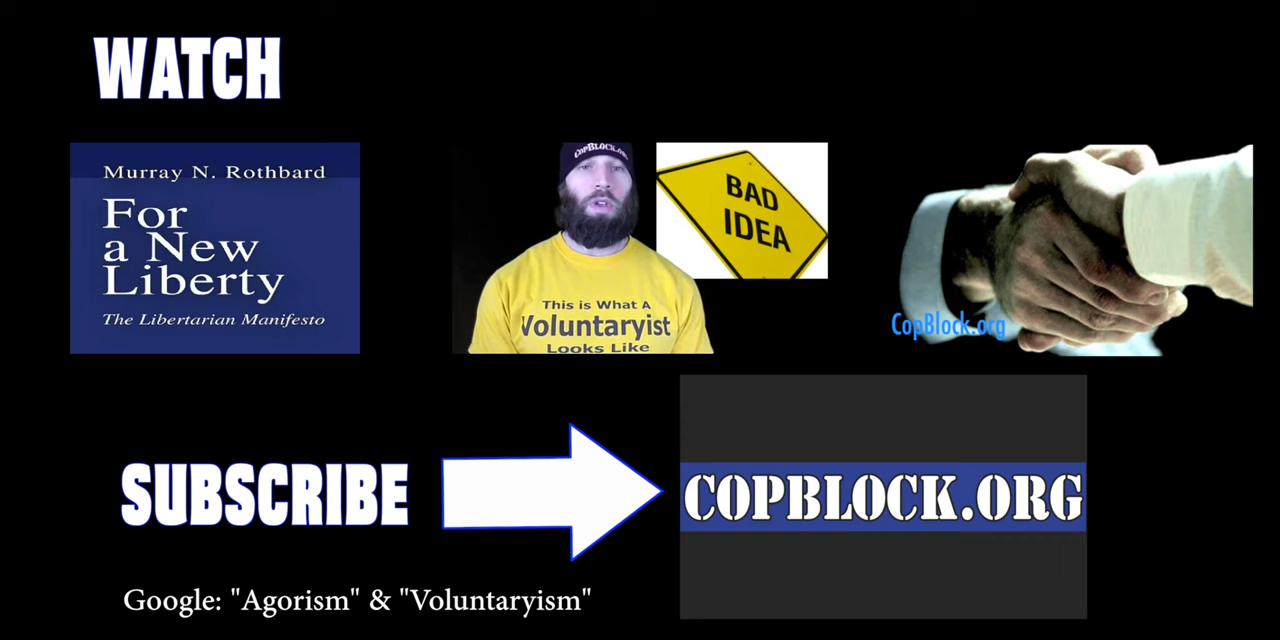 WATCH
Murray N. Rothbard
For
a New
Liberty
The Libertarian Manifesto
COPBLOCK.ORG
BAD
IDEA
This is What A
Voluntaryist
Looks Like
CopBlock.org
SUBSCRIBE
COPBLOCK.ORG
Google: "Agorism" & "Voluntaryism"